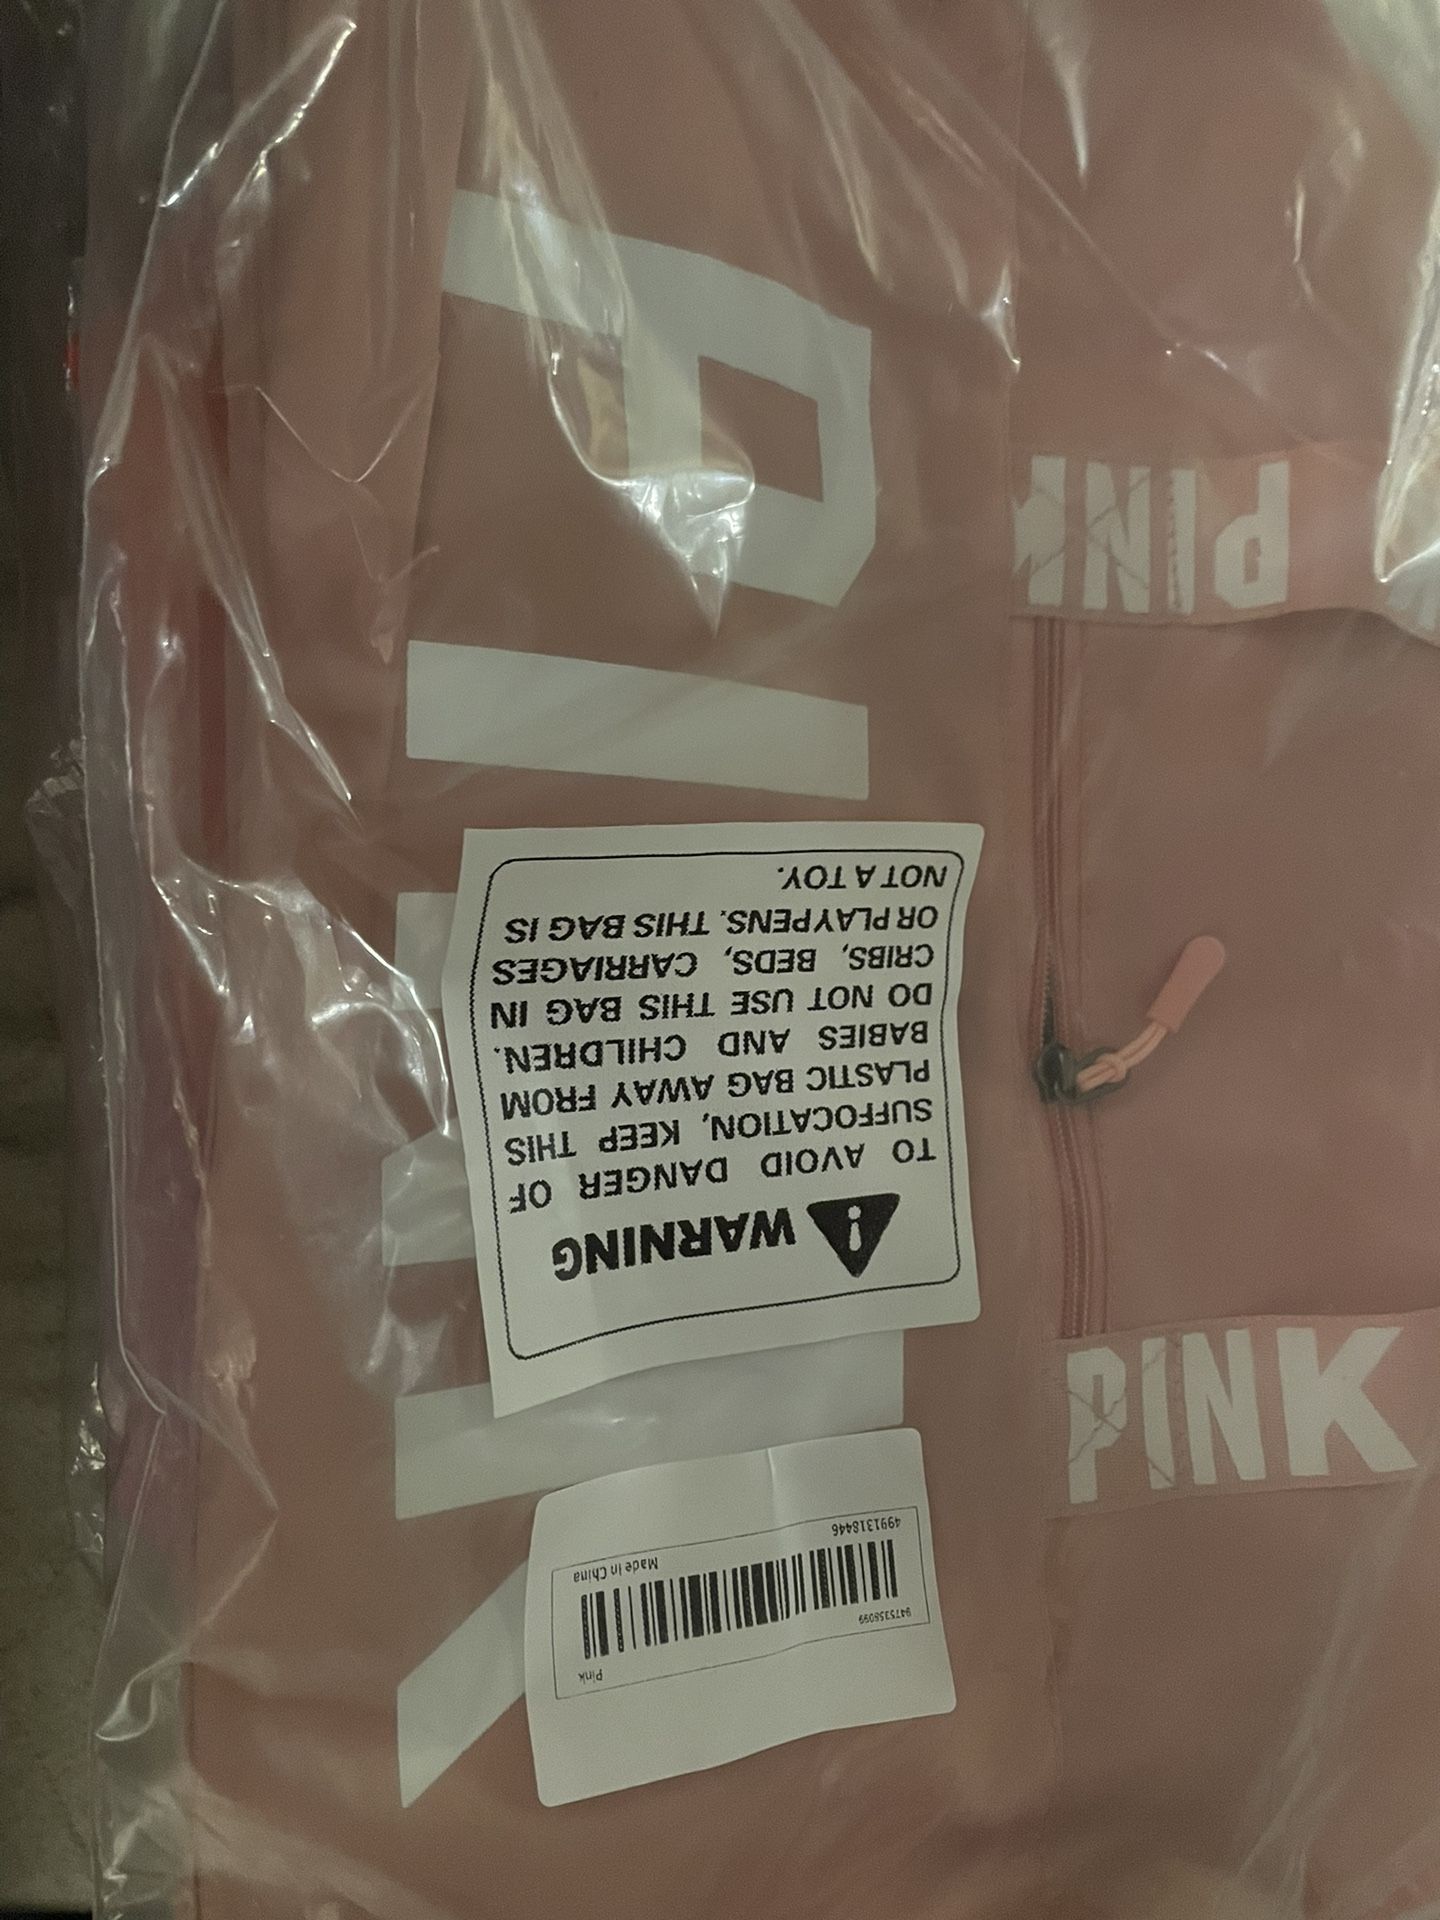 PINK
PINK
PINK
WARNING
TO AVOID DANGER OF
SUFFOCATION, KEEP THIS
PLASTIC BAG AWAY FROM
BABIES AND CHILDREN.
DO NOT USE THIS BAG IN
CRIBS, BEDS, CARRIAGES
OR PLAYPENS. THIS BAG IS
NOT A TOY.
Pink
9475358099
Made in China
4991318446